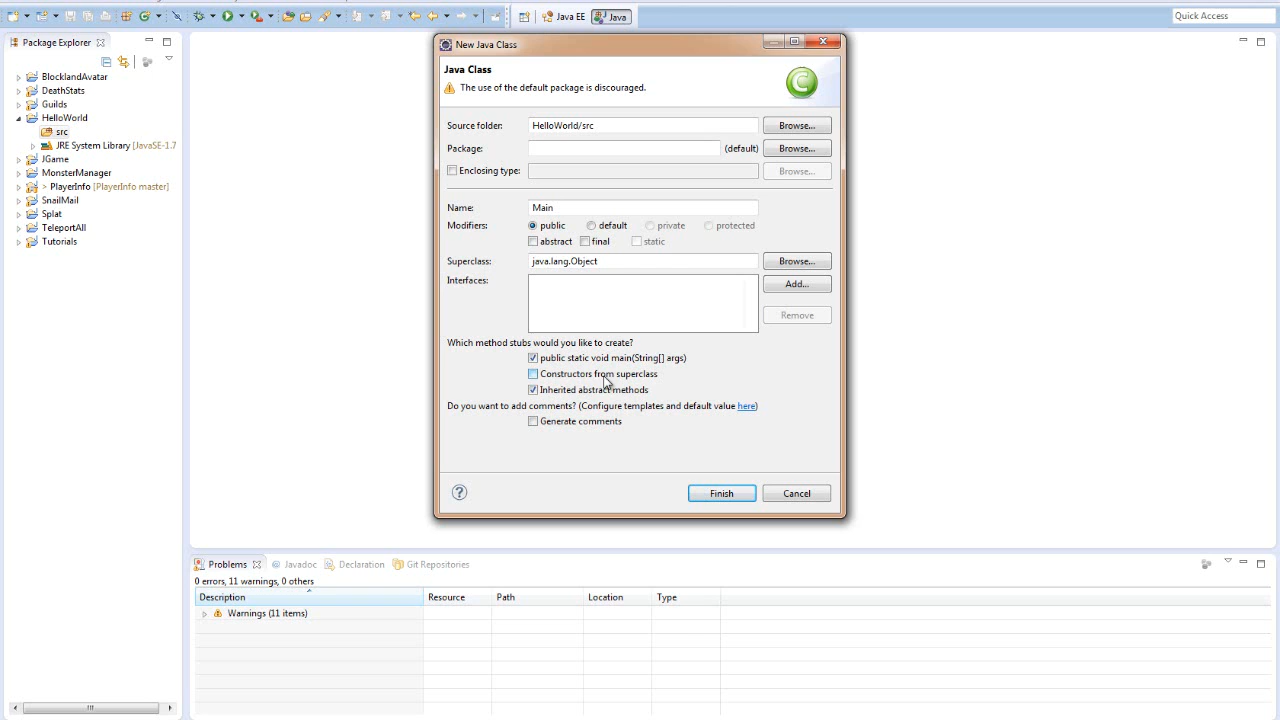 Java EE
Java
Quick Access
Package Explorer
BlocklandAvatar
DeathStats
Guilds
HelloWorld
src
JRE System Library [JavaSE-1.7
JGame
MonsterManager
> PlayerInfo [PlayerInfo master]
SnailMail
Splat
TeleportAll
Tutorials
New Java Class
Java Class
The use of the default package is discouraged.
Source folder: HelloWorld/src Browse...
Package: (default) Browse...
Enclosing type: Browse...
Name: Main
Modifiers: public default private protected
abstract final static
Superclass: java.lang.Object Browse...
Interfaces: Add...
Remove
Which method stubs would you like to create?
public static void main(String[] args)
Constructors from superclass
Inherited abstract methods
Do you want to add comments? (Configure templates and default value here)
Generate comments
Finish Cancel
Problems Javadoc Declaration Git Repositories
0 errors, 11 warnings, 0 others
Description Resource Path Location Type
Warnings (11 items)